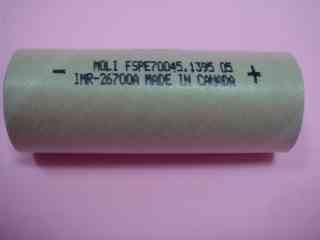 MOLI FSPE70045.1395 05
- IMR-26700A MADE IN CANADA +